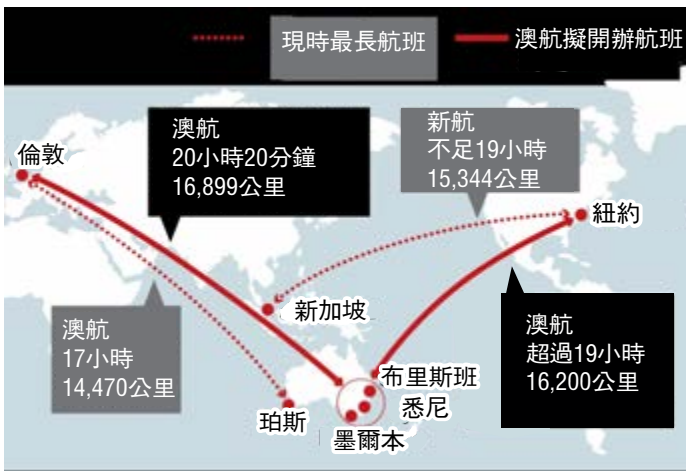 現時最長航班
澳航擬開辦航班
倫敦
澳航
20小時20分鐘
16,899公里
新航
不足19小時
15,344公里
紐約
新加坡
澳航
17小時
14,470公里
澳航
超過19小時
16,200公里
布里斯班
悉尼
珀斯
墨爾本